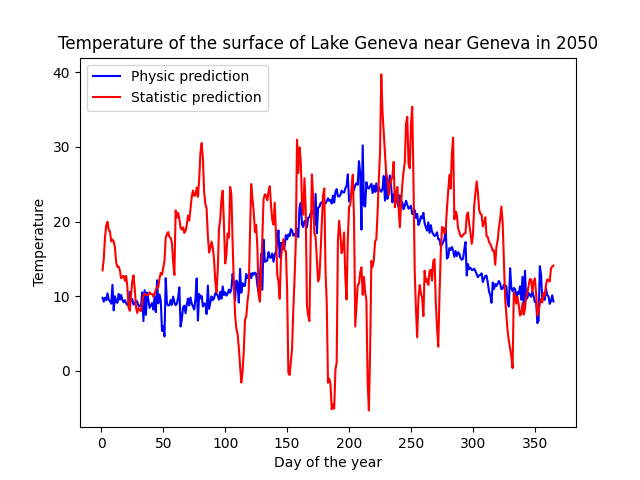 Temperature of the surface of Lake Geneva near Geneva in 2050
Physic prediction
Statistic prediction
40
30
20
10
0
Temperature
0 50 100 150 200 250 300 350
Day of the year